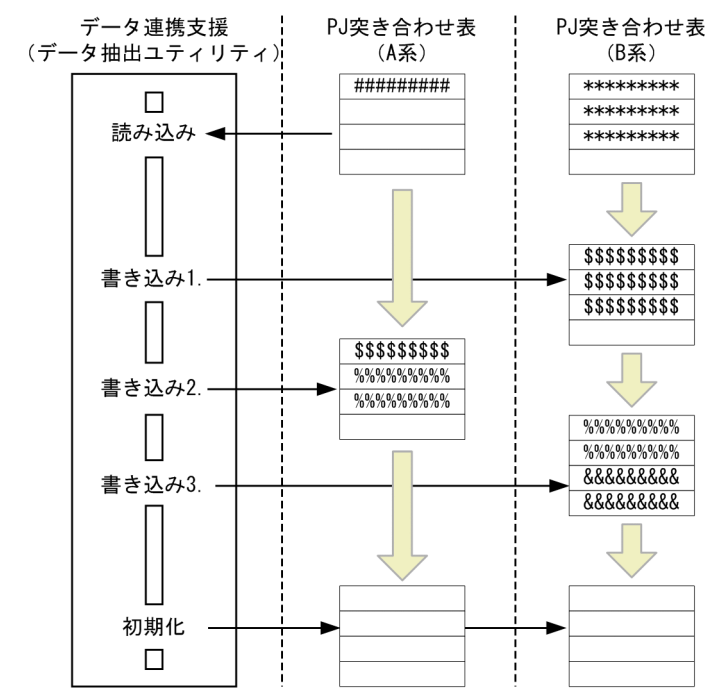 データ連携支援
(データ抽出ユティリティ)
PJ突き合わせ表
(A系)
PJ突き合わせ表
(B系)
#########
*********
*********
*********
読み込み
$$$$$$$$$
$$$$$$$$$
$$$$$$$$$
書き込み1.
$$$$$$$$$
%%%%%%%%%
%%%%%%%%%
書き込み2.
%%%%%%%%%
%%%%%%%%%
&&&&&&&&&
&&&&&&&&&
書き込み3.
初期化